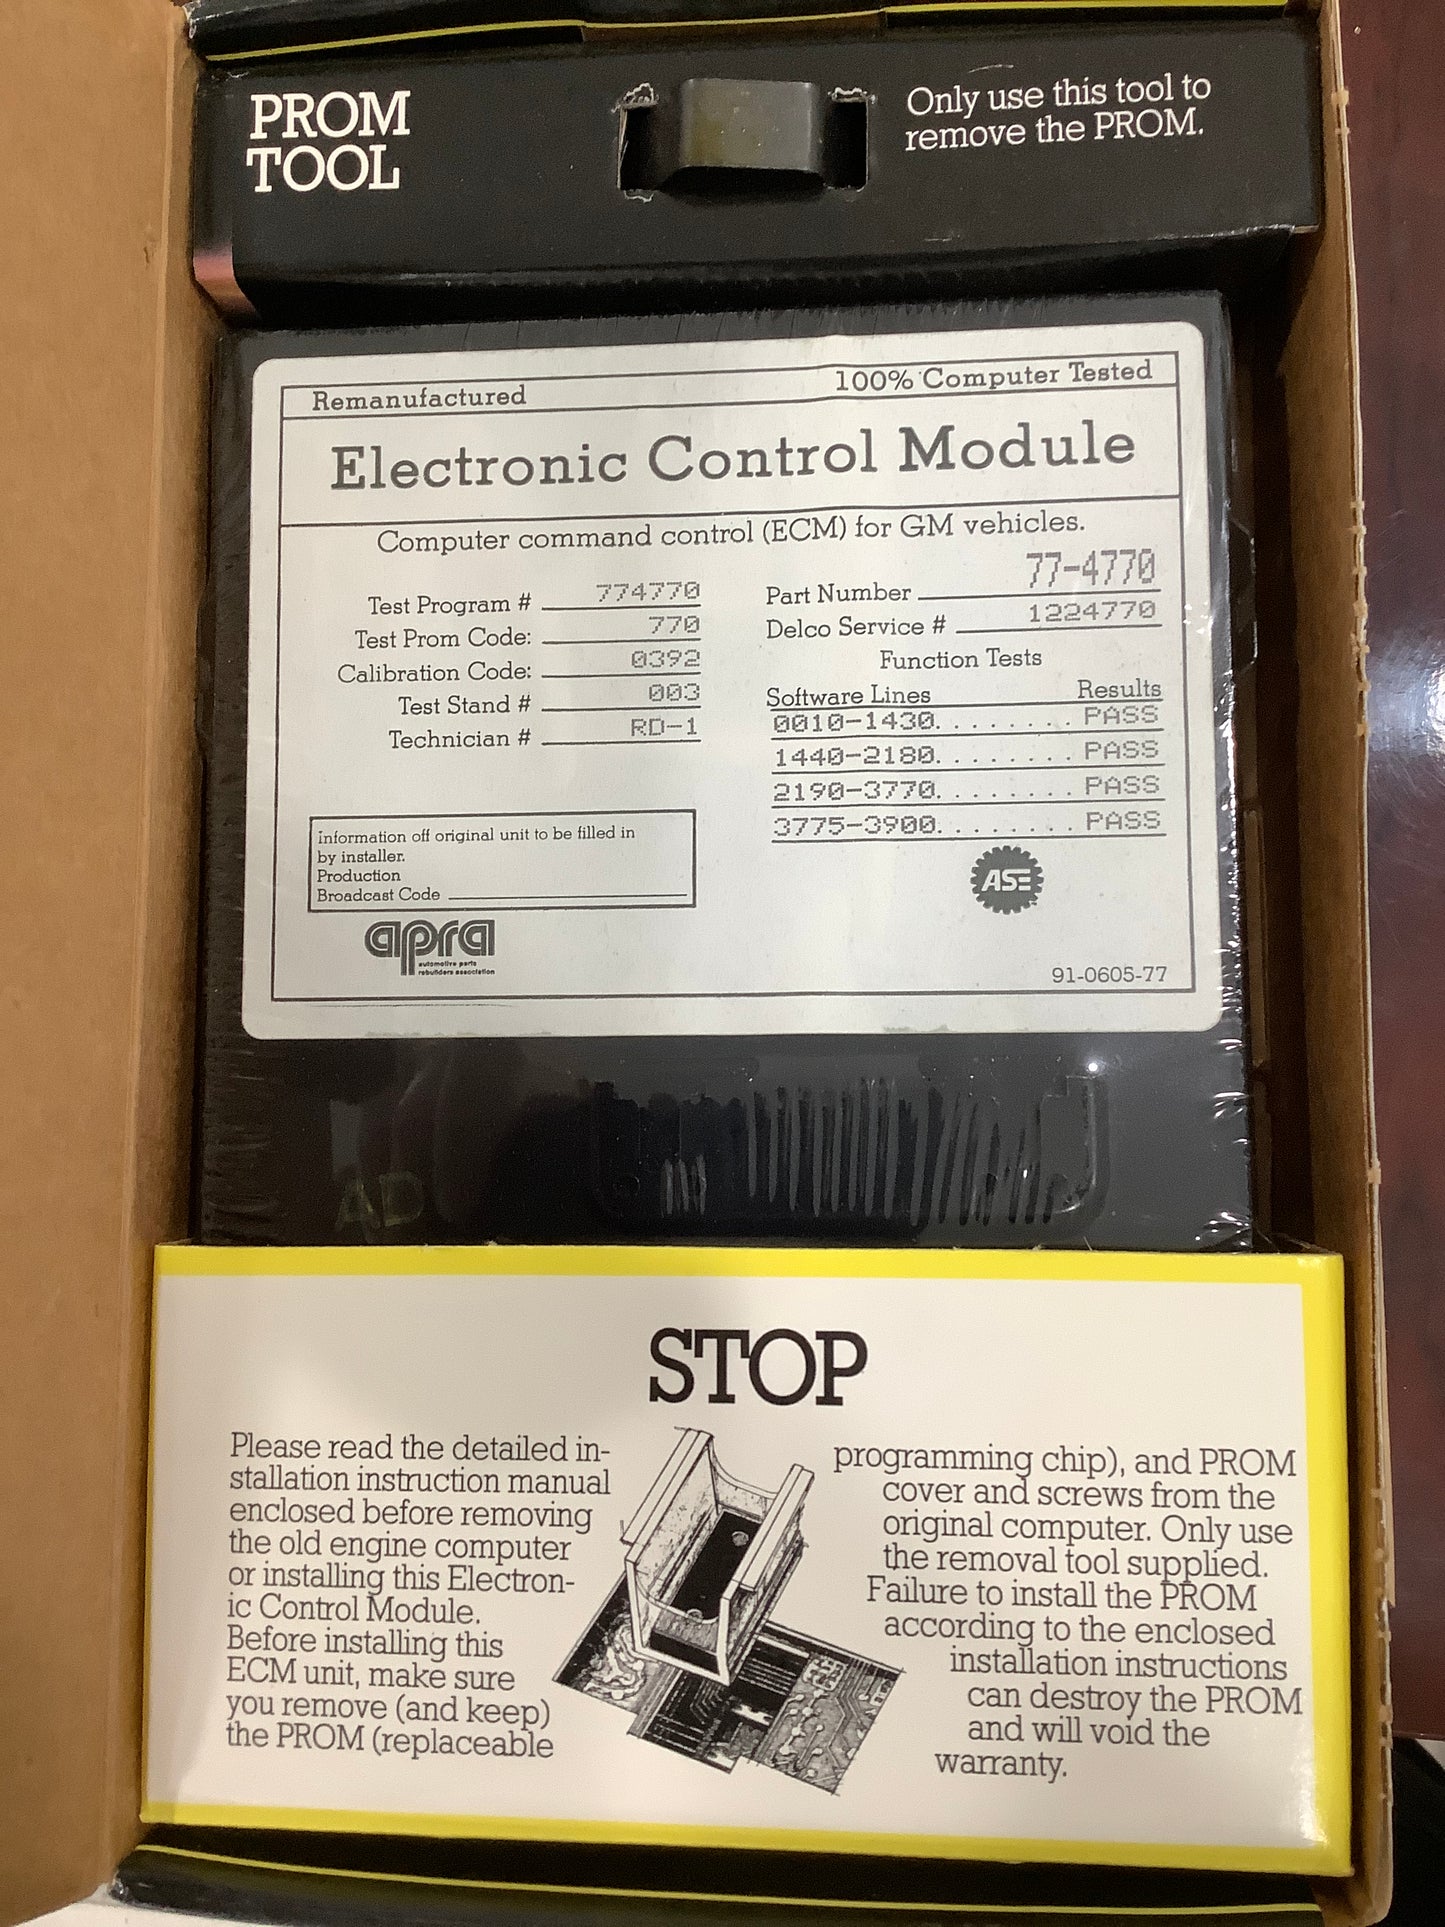 PROM
TOOL
Only use this tool to
remove the PROM.
Remanufactured
100% Computer Tested
Electronic Control Module
Computer command control (ECM) for GM vehicles.
Test Program # 774770
Test Prom Code: 770
Calibration Code: 0392
Test Stand # 003
Technician # RD-1
Part Number 77-4770
Delco Service # 1224770
Function Tests
Software Lines Results
0010-1430. . . . . . . . PASS
1440-2180. . . . . . . . PASS
2190-3770. . . . . . . . PASS
3775-3900. . . . . . . . PASS
Information off original unit to be filled in
by installer.
Production
Broadcast Code
apra
automotive parts
rebuilders association
ASE
91-0605-77
AD
STOP
Please read the detailed in-
stallation instruction manual
enclosed before removing
the old engine computer
or installing this Electron-
ic Control Module.
Before installing this
ECM unit, make sure
you remove (and keep)
the PROM (replaceable
programming chip), and PROM
cover and screws from the
original computer. Only use
the removal tool supplied.
Failure to install the PROM
according to the enclosed
installation instructions
can destroy the PROM
and will void the
warranty.